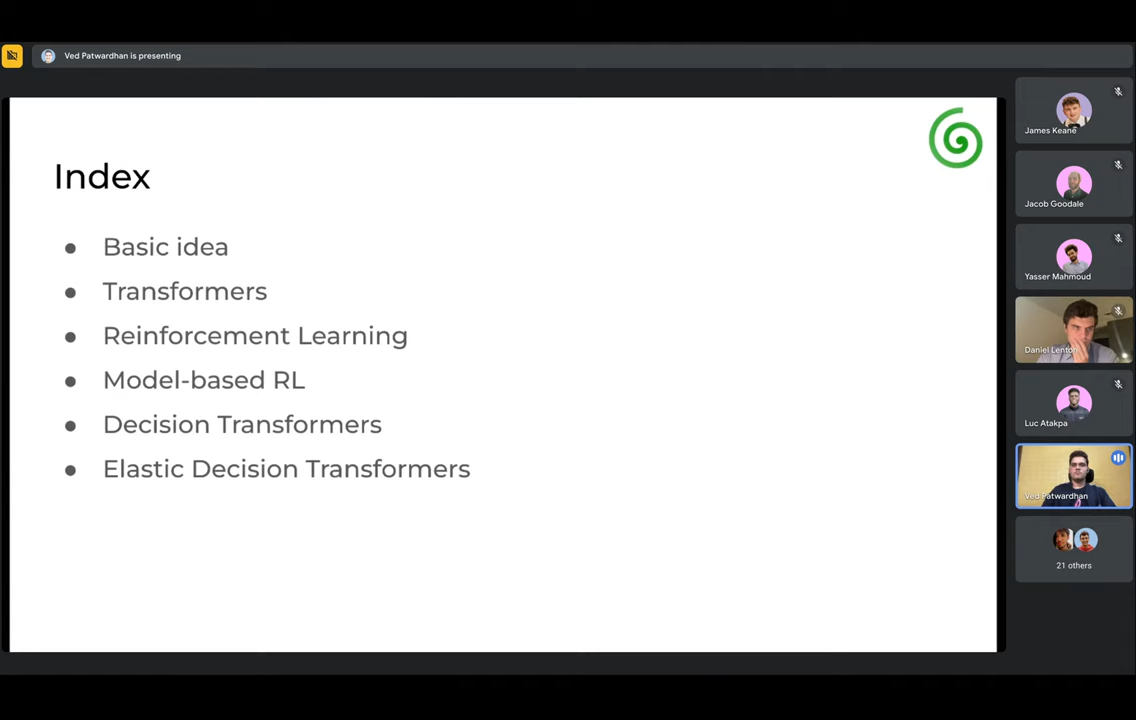 Ved Patwardhan is presenting
Index
● Basic idea
● Transformers
● Reinforcement Learning
● Model-based RL
● Decision Transformers
● Elastic Decision Transformers
James Keane
Jacob Goodale
Yasser Mahmoud
Daniel Lenton
Luc Atakpa
Ved Patwardhan
21 others